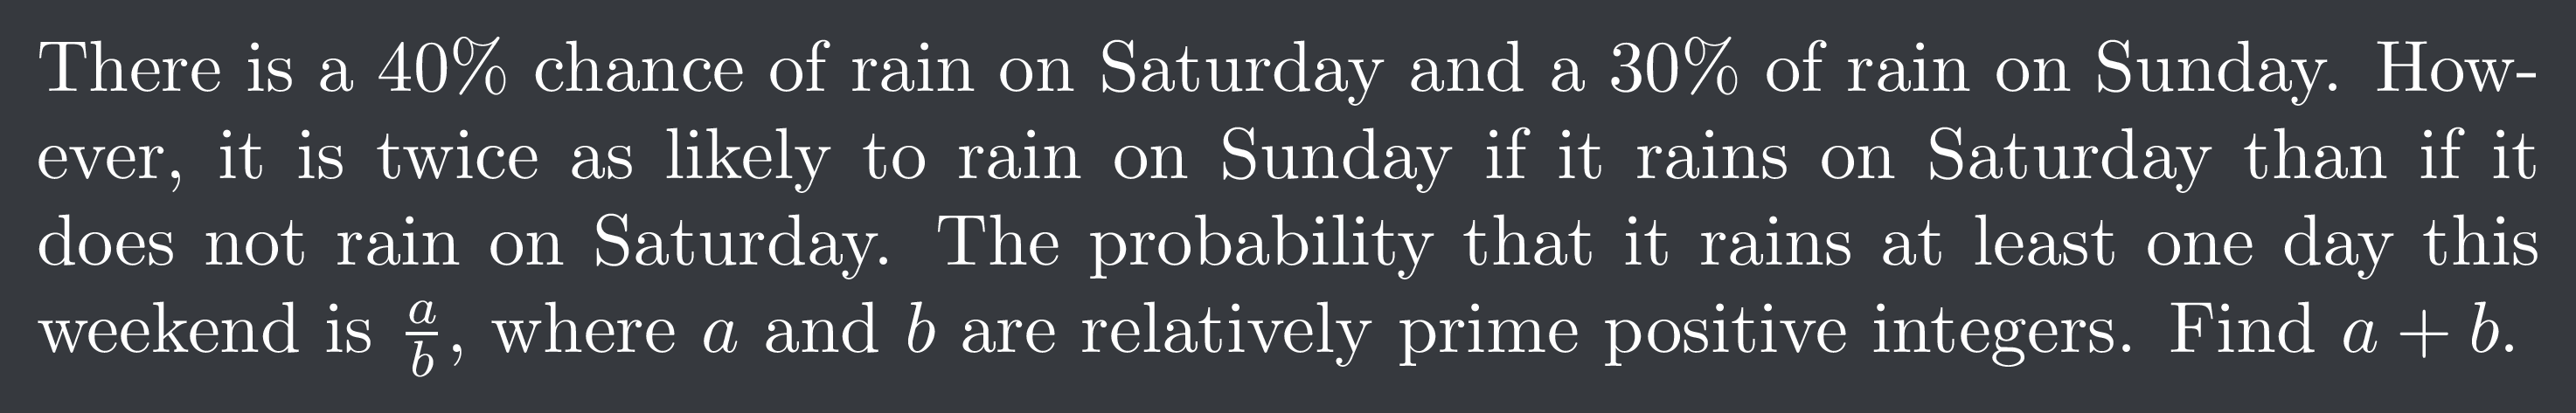 There is a 40% chance of rain on Saturday and a 30% of rain on Sunday. How-
ever, it is twice as likely to rain on Sunday if it rains on Saturday than if it
does not rain on Saturday. The probability that it rains at least one day this
weekend is $\frac{a}{b}$, where $a$ and $b$ are relatively prime positive integers. Find $a + b$.